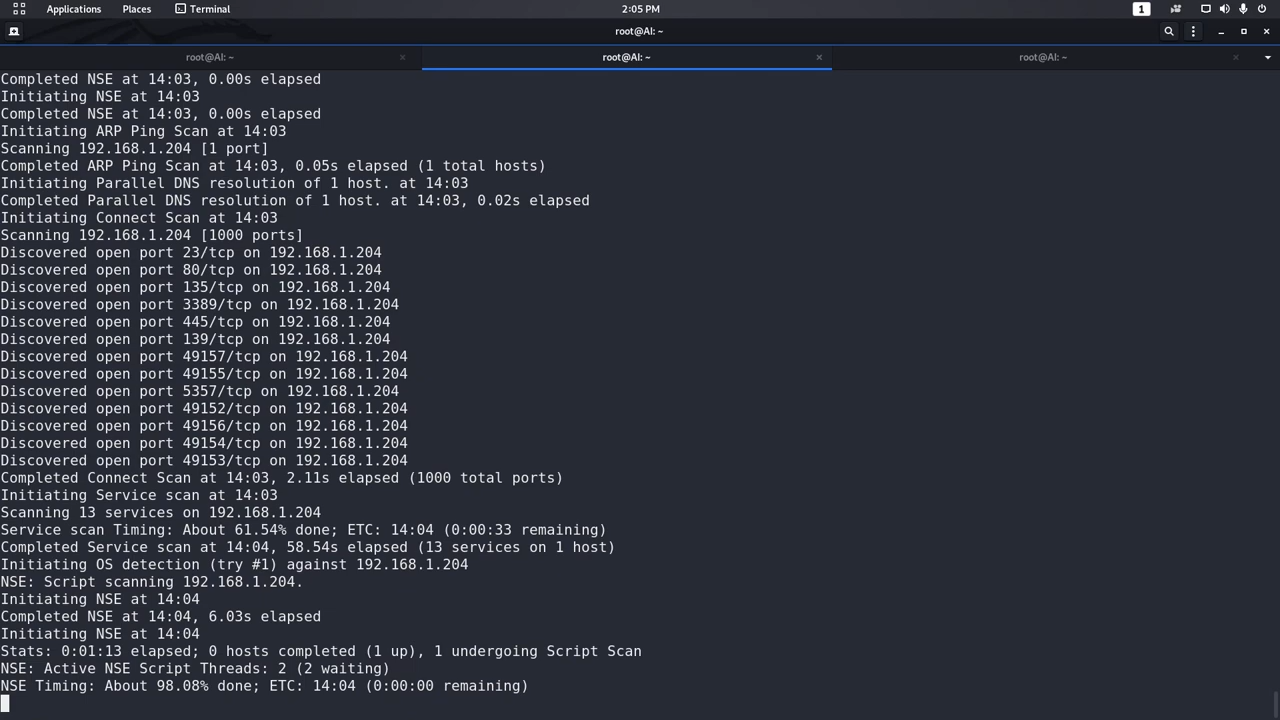 Applications Places Terminal 2:05 PM 1
root@AI: ~
root@AI: ~ × root@AI: ~ × root@AI: ~ ×
Completed NSE at 14:03, 0.00s elapsed
Initiating NSE at 14:03
Completed NSE at 14:03, 0.00s elapsed
Initiating ARP Ping Scan at 14:03
Scanning 192.168.1.204 [1 port]
Completed ARP Ping Scan at 14:03, 0.05s elapsed (1 total hosts)
Initiating Parallel DNS resolution of 1 host. at 14:03
Completed Parallel DNS resolution of 1 host. at 14:03, 0.02s elapsed
Initiating Connect Scan at 14:03
Scanning 192.168.1.204 [1000 ports]
Discovered open port 23/tcp on 192.168.1.204
Discovered open port 80/tcp on 192.168.1.204
Discovered open port 135/tcp on 192.168.1.204
Discovered open port 3389/tcp on 192.168.1.204
Discovered open port 445/tcp on 192.168.1.204
Discovered open port 139/tcp on 192.168.1.204
Discovered open port 49157/tcp on 192.168.1.204
Discovered open port 49155/tcp on 192.168.1.204
Discovered open port 5357/tcp on 192.168.1.204
Discovered open port 49152/tcp on 192.168.1.204
Discovered open port 49156/tcp on 192.168.1.204
Discovered open port 49154/tcp on 192.168.1.204
Discovered open port 49153/tcp on 192.168.1.204
Completed Connect Scan at 14:03, 2.11s elapsed (1000 total ports)
Initiating Service scan at 14:03
Scanning 13 services on 192.168.1.204
Service scan Timing: About 61.54% done; ETC: 14:04 (0:00:33 remaining)
Completed Service scan at 14:04, 58.54s elapsed (13 services on 1 host)
Initiating OS detection (try #1) against 192.168.1.204
NSE: Script scanning 192.168.1.204.
Initiating NSE at 14:04
Completed NSE at 14:04, 6.03s elapsed
Initiating NSE at 14:04
Stats: 0:01:13 elapsed; 0 hosts completed (1 up), 1 undergoing Script Scan
NSE: Active NSE Script Threads: 2 (2 waiting)
NSE Timing: About 98.08% done; ETC: 14:04 (0:00:00 remaining)